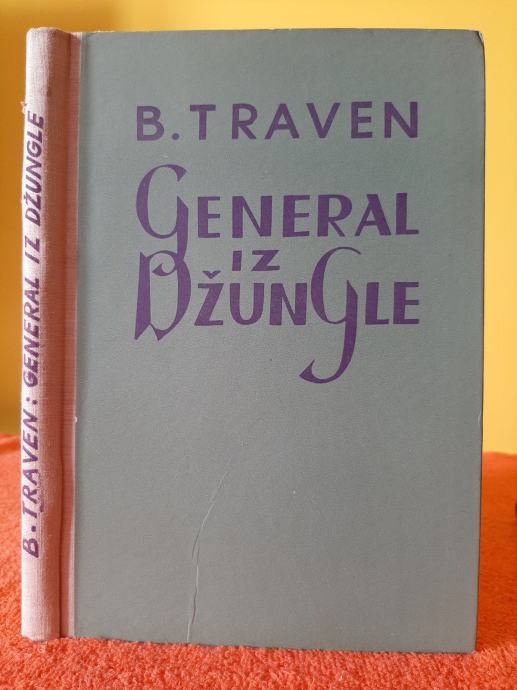 B. TRAVEN: GENERAL IZ DŽUNGLE
B. TRAVEN
GENERAL
IZ
DŽUNGLE